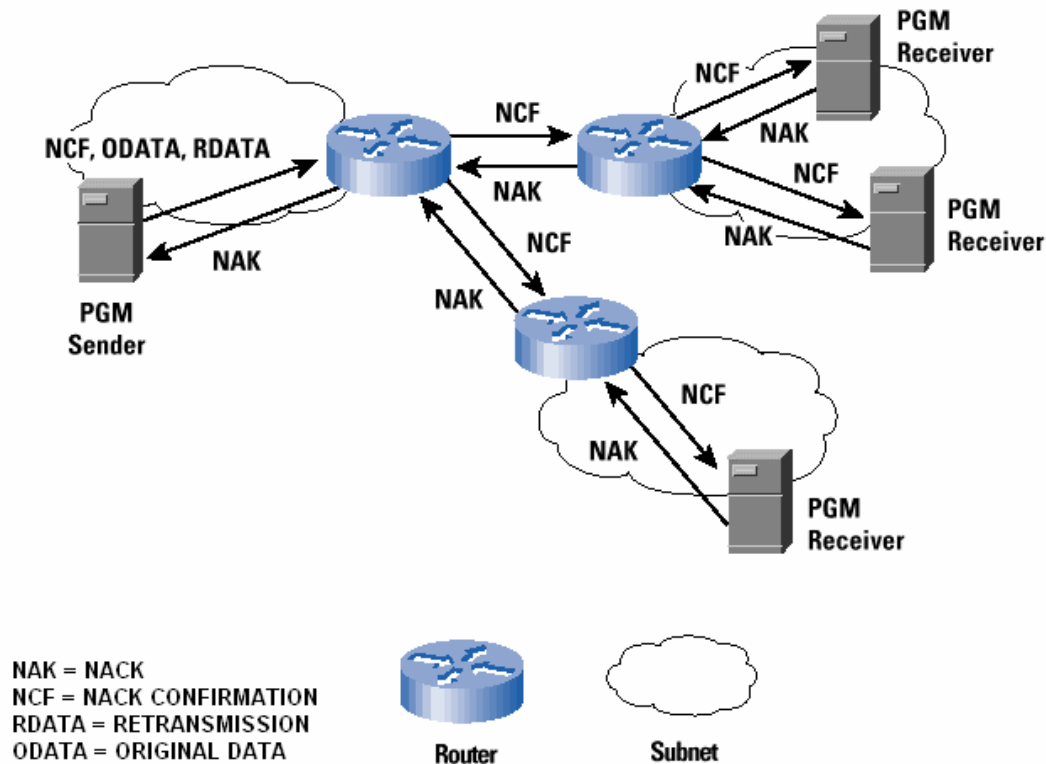 PGM
Receiver
NCF
NCF
NAK
NCF, ODATA, RDATA
NCF
NAK
PGM
Receiver
NAK
NAK
NCF
NAK
PGM
Sender
NCF
NAK
PGM
Receiver
NAK = NACK
NCF = NACK CONFIRMATION
RDATA = RETRANSMISSION
ODATA = ORIGINAL DATA
Router
Subnet